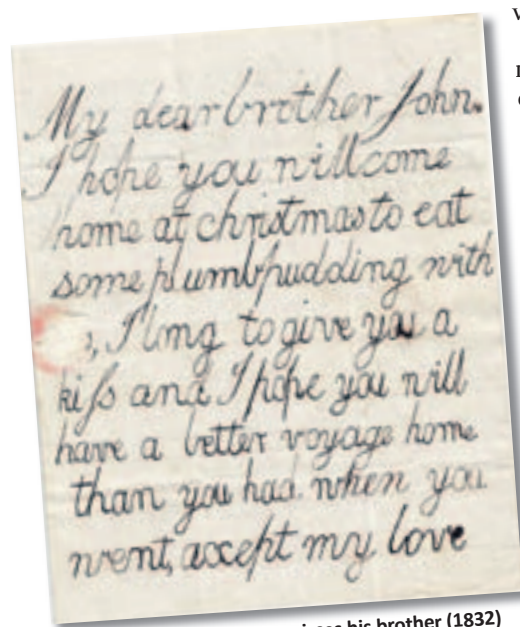 My dear brother John.
I hope you will come
home at christmas to eat
some plumbpudding with
, I long to give you a
kiſs and I hope you will
have a better voyage home
than you had when you
went, accept my love
his brother (1832)